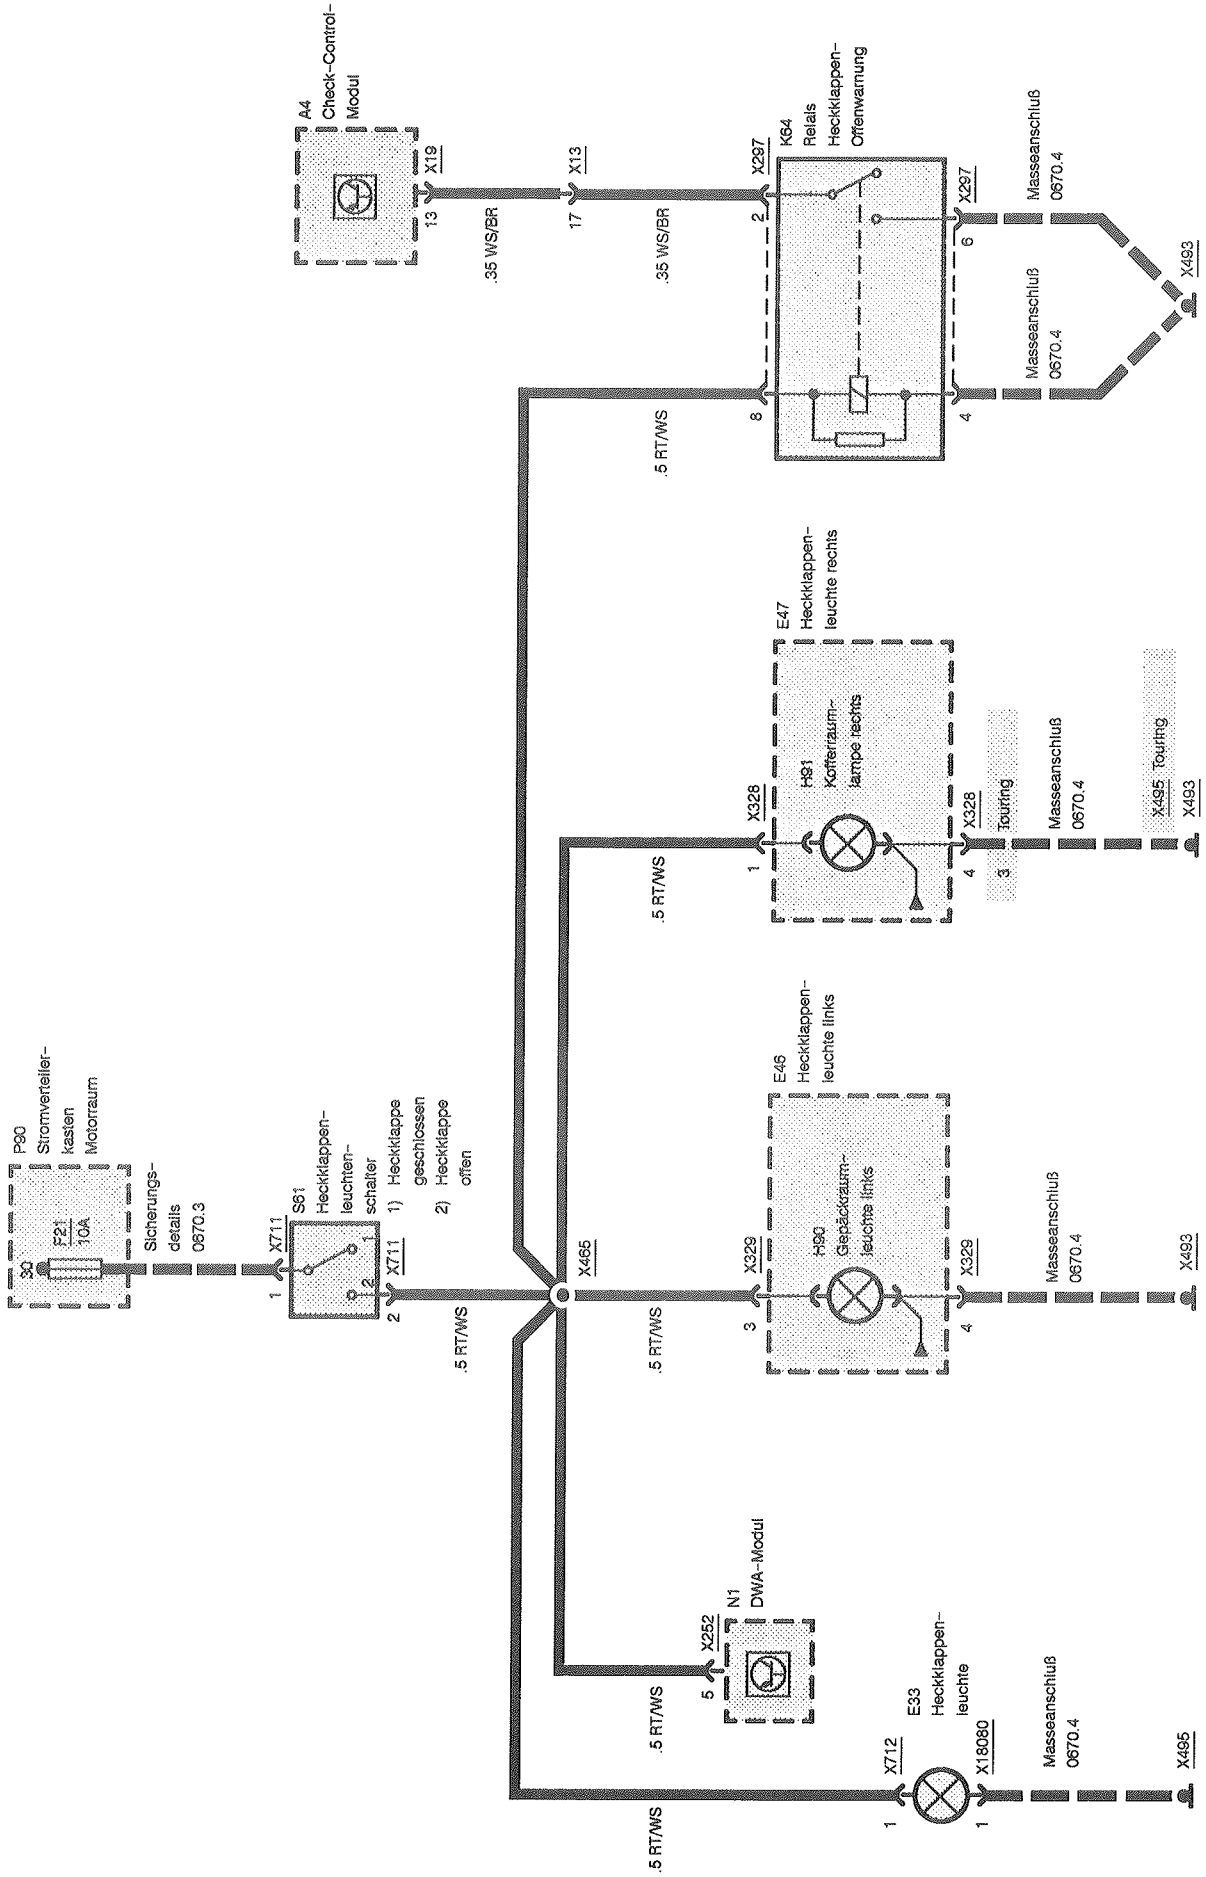 P90
Stromverteiler-
kasten
Motorraum
30
F21
10A
Sicherungs-
details
0670.3
1
X711
S61
Heckklappen-
leuchten-
schalter
1) Heckklappe
geschlossen
2) Heckklappe
offen
1
2
2
X711
.5 RT/WS
X465
A4
Check-Control-
Modul
13
X19
.35 WS/BR
17
X13
.35 WS/BR
2
X297
K64
Relais
Heckklappen-
Offenwarnung
.5 RT/WS
8
4
6
X297
Masseanschluß
0670.4
Masseanschluß
0670.4
X493
.5 RT/WS
1
X328
E47
Heckklappen-
leuchte rechts
H91
Kofferraum-
lampe rechts
4
X328
3
Touring
Masseanschluß
0670.4
X495 Touring
X493
.5 RT/WS
3
X329
E46
Heckklappen-
leuchte links
H90
Gepäckraum-
leuchte links
4
X329
Masseanschluß
0670.4
X493
.5 RT/WS
5
X252
N1
DWA-Modul
.5 RT/WS
1
X712
E33
Heckklappen-
leuchte
1
X18080
Masseanschluß
0670.4
X495